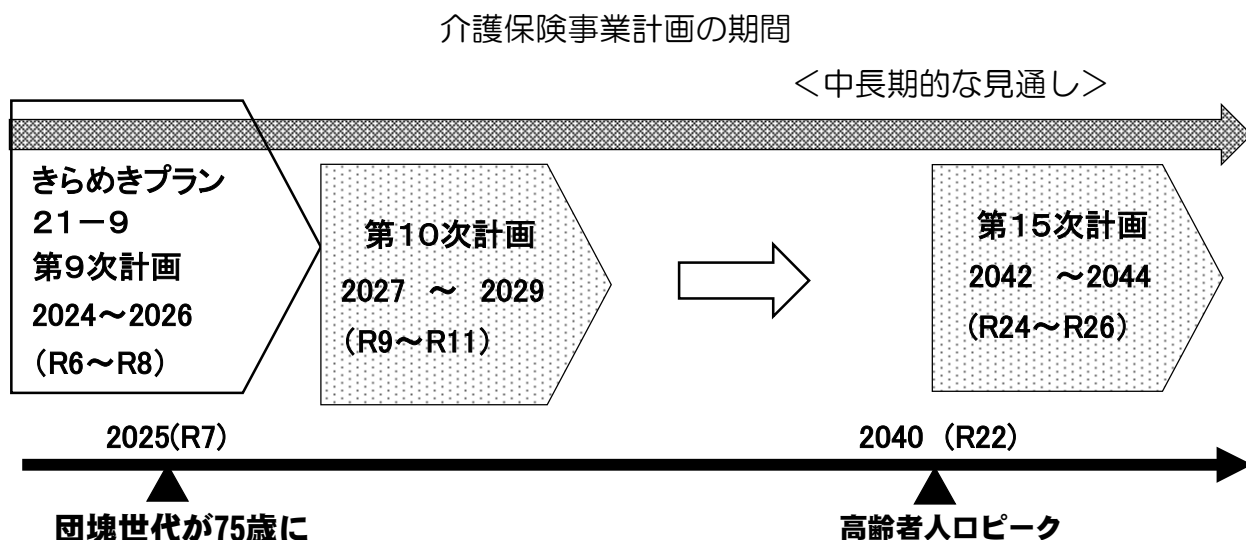 介護保険事業計画の期間
＜中長期的な見通し＞
きらめきプラン
21－9
第9次計画
2024～2026
(R6～R8)
第10次計画
2027 ～ 2029
(R9～R11)
第15次計画
2042 ～2044
(R24～R26)
2025(R7)
2040 (R22)
団塊世代が75歳に
高齢者人口ピーク